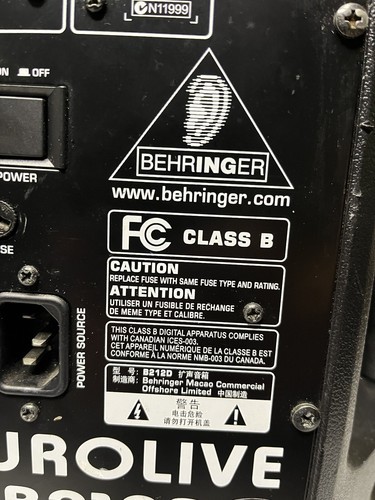 N11999
ON OFF
POWER
BEHRINGER
www.behringer.com
FC CLASS B
CAUTION
REPLACE FUSE WITH SAME FUSE TYPE AND RATING.
ATTENTION
UTILISER UN FUSIBLE DE RECHANGE
DE MEME TYPE ET CALIBRE.
THIS CLASS B DIGITAL APPARATUS COMPLIES
WITH CANADIAN ICES-003.
CET APPAREIL NUMÉRIQUE DE LA CLASSE B EST
CONFORME À LA NORME NMB-003 DU CANADA.
POWER SOURCE
型 号: B212D 扩声音箱
制造商: Behringer Macao Commercial
Offshore Limited 中国制造
警告
电击危险
请勿打开机盖
UROLIVE